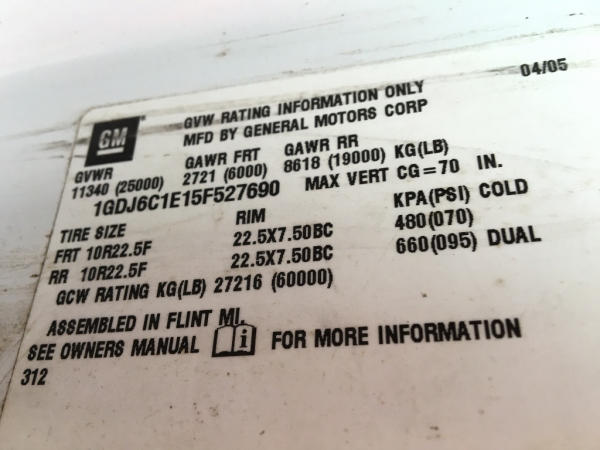 04/05
GM
GVW RATING INFORMATION ONLY
MFD BY GENERAL MOTORS CORP
GVWR GAWR FRT GAWR RR
11340 (25000) 2721 (6000) 8618 (19000) KG(LB)
1GDJ6C1E15F527690 MAX VERT CG=70 IN.
TIRE SIZE RIM KPA(PSI) COLD
FRT 10R22.5F 22.5X7.50BC 480(070)
RR 10R22.5F 22.5X7.50BC 660(095) DUAL
GCW RATING KG(LB) 27216 (60000)
ASSEMBLED IN FLINT MI.
SEE OWNERS MANUAL i FOR MORE INFORMATION
312